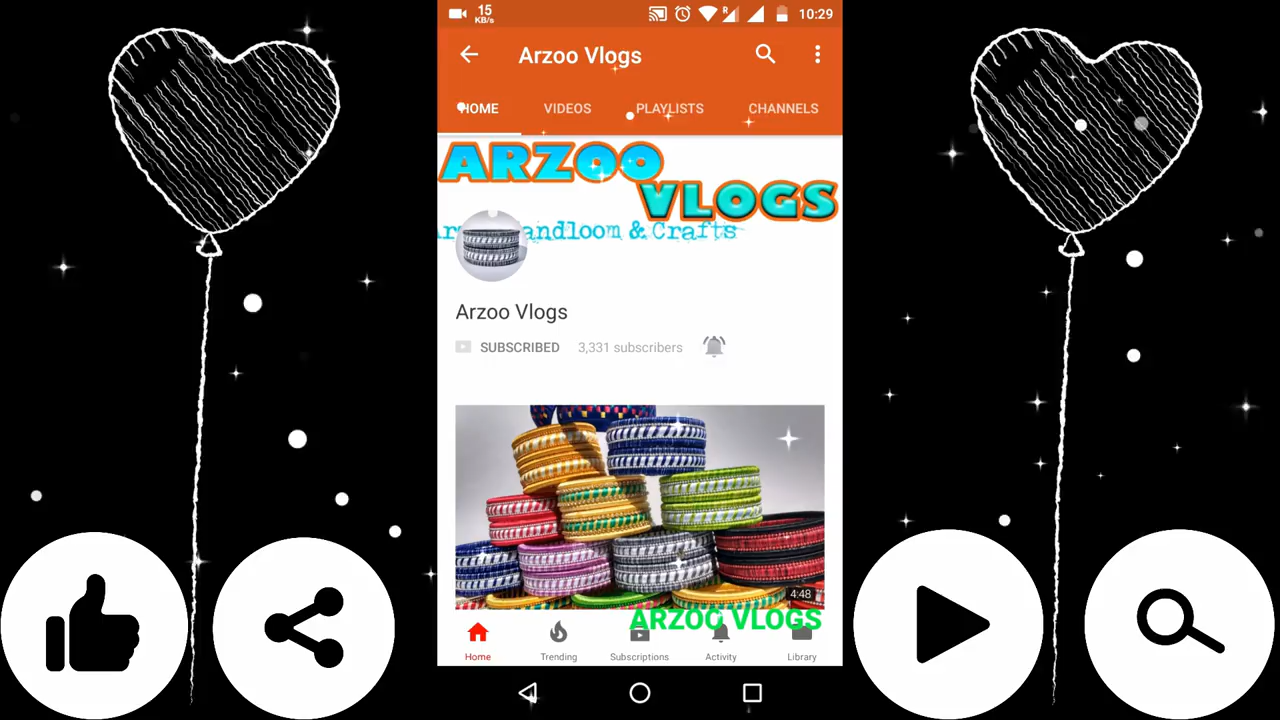 15
KB/s
R
10:29
Arzoo Vlogs
HOME
VIDEOS
PLAYLISTS
CHANNELS
ARZOO
VLOGS
andloom & Crafts
Arzoo Vlogs
SUBSCRIBED
3,331 subscribers
4:48
ARZOO VLOGS
Home
Trending
Subscriptions
Activity
Library